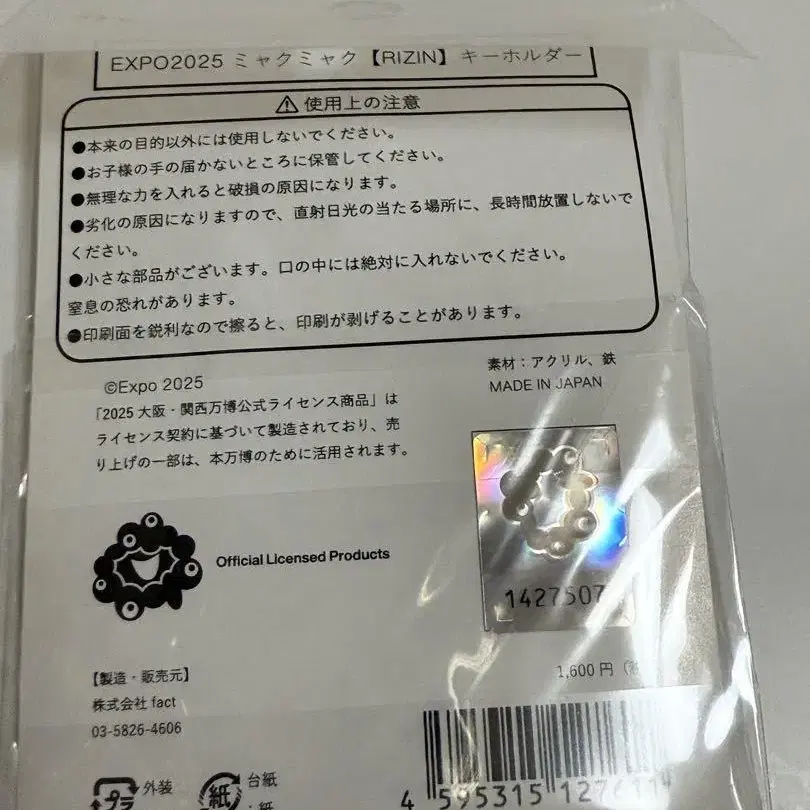 EXPO2025 ミャクミャク【RIZIN】キーホルダー
⚠使用上の注意
●本来の目的以外には使用しないでください。
●お子様の手の届かないところに保管してください。
●無理な力を入れると破損の原因になります。
●劣化の原因になりますので、直射日光の当たる場所に、長時間放置しないで
ください。
●小さな部品がございます。口の中には絶対に入れないでください。
窒息の恐れがあります。
●印刷面を鋭利なので擦ると、印刷が剥げることがあります。
素材：アクリル、鉄
MADE IN JAPAN
©Expo 2025
「2025 大阪・関西万博公式ライセンス商品」は
ライセンス契約に基づいて製造されており、売
り上げの一部は、本万博のために活用されます。
Official Licensed Products
1427507
1,600 円
【製造・販売元】
株式会社 fact
03-5826-4606
プラ 外装
紙 台紙
4 595315